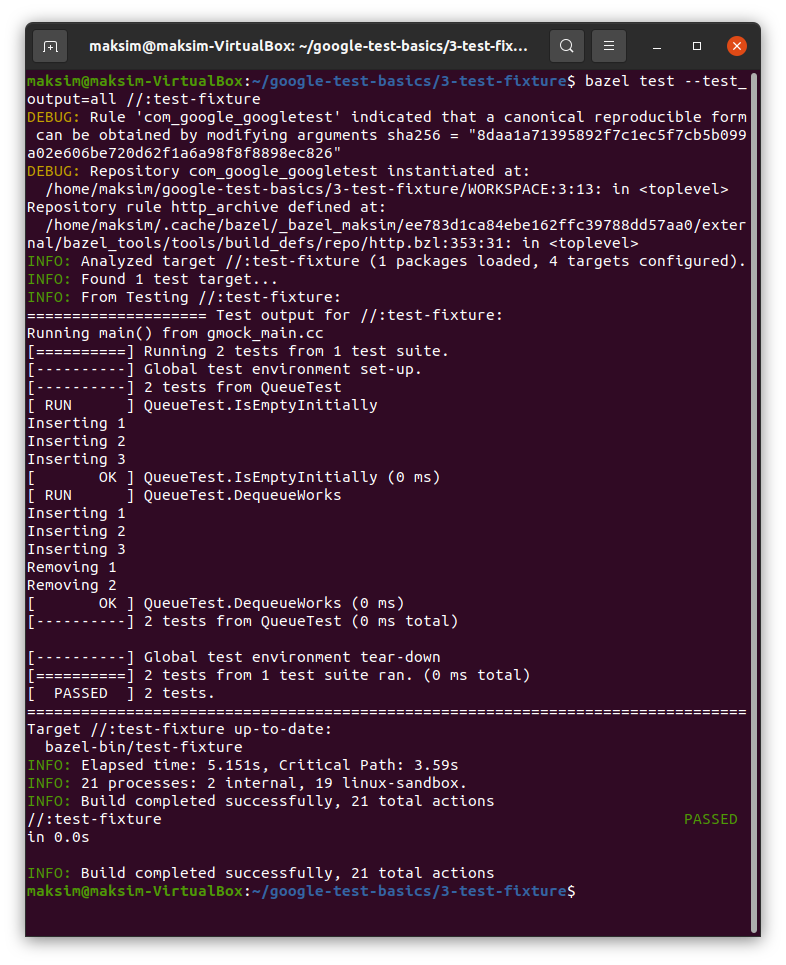 maksim@maksim-VirtualBox: ~/google-test-basics/3-test-fix...
maksim@maksim-VirtualBox:~/google-test-basics/3-test-fixture$ bazel test --test_
output=all //:test-fixture
DEBUG: Rule 'com_google_googletest' indicated that a canonical reproducible form
 can be obtained by modifying arguments sha256 = "8daa1a71395892f7c1ec5f7cb5b099
a02e606be720d62f1a6a98f8f8898ec826"
DEBUG: Repository com_google_googletest instantiated at:
  /home/maksim/google-test-basics/3-test-fixture/WORKSPACE:3:13: in <toplevel>
Repository rule http_archive defined at:
  /home/maksim/.cache/bazel/_bazel_maksim/ee783d1ca84ebe162ffc39788dd57aa0/exter
nal/bazel_tools/tools/build_defs/repo/http.bzl:353:31: in <toplevel>
INFO: Analyzed target //:test-fixture (1 packages loaded, 4 targets configured).
INFO: Found 1 test target...
INFO: From Testing //:test-fixture:
==================== Test output for //:test-fixture:
Running main() from gmock_main.cc
[==========] Running 2 tests from 1 test suite.
[----------] Global test environment set-up.
[----------] 2 tests from QueueTest
[ RUN      ] QueueTest.IsEmptyInitially
Inserting 1
Inserting 2
Inserting 3
[       OK ] QueueTest.IsEmptyInitially (0 ms)
[ RUN      ] QueueTest.DequeueWorks
Inserting 1
Inserting 2
Inserting 3
Removing 1
Removing 2
[       OK ] QueueTest.DequeueWorks (0 ms)
[----------] 2 tests from QueueTest (0 ms total)

[----------] Global test environment tear-down
[==========] 2 tests from 1 test suite ran. (0 ms total)
[  PASSED  ] 2 tests.
================================================================================
Target //:test-fixture up-to-date:
  bazel-bin/test-fixture
INFO: Elapsed time: 5.151s, Critical Path: 3.59s
INFO: 21 processes: 2 internal, 19 linux-sandbox.
INFO: Build completed successfully, 21 total actions
//:test-fixture                                                          PASSED
in 0.0s

INFO: Build completed successfully, 21 total actions
maksim@maksim-VirtualBox:~/google-test-basics/3-test-fixture$